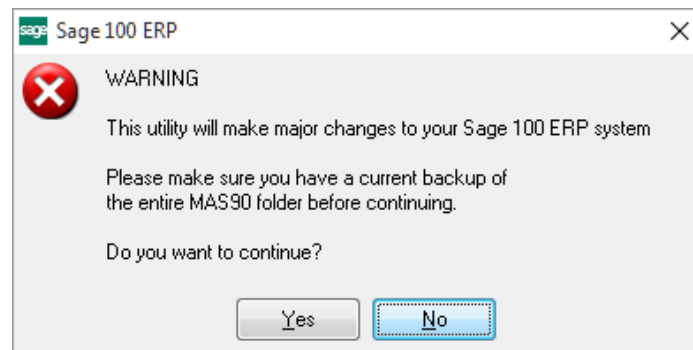 sage Sage 100 ERP
WARNING
This utility will make major changes to your Sage 100 ERP system
Please make sure you have a current backup of
the entire MAS90 folder before continuing.
Do you want to continue?
Yes No